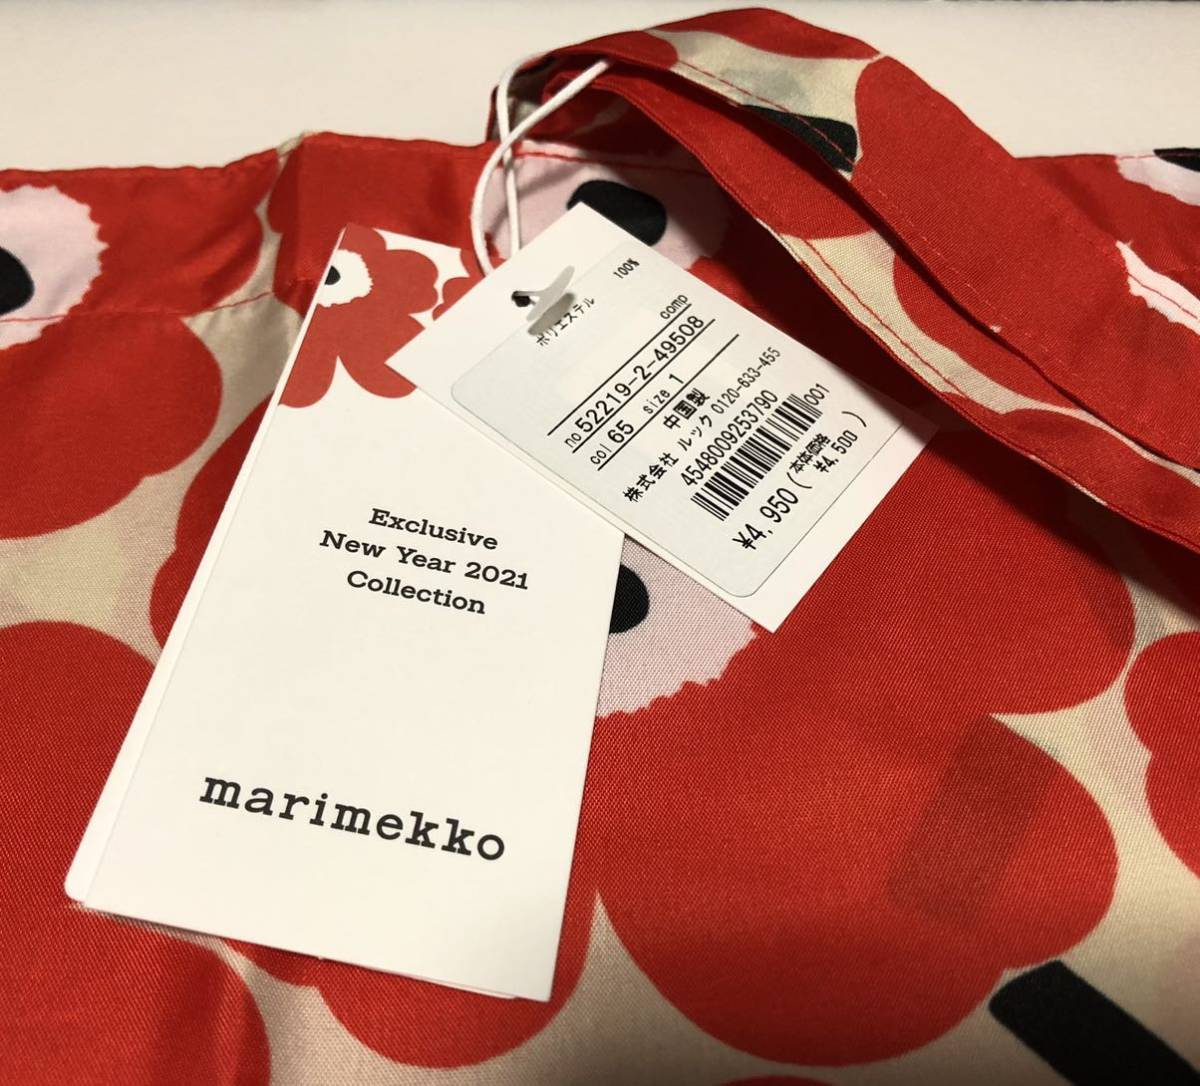 Exclusive
New Year 2021
Collection
marimekko
ポリエステル 100%
comp
no 52219-2-49508
col 65 size 1
中国製
株式会社 ルック 0120-633-455
4548009253790
001
¥4,950 (本体価格 ¥4,500)